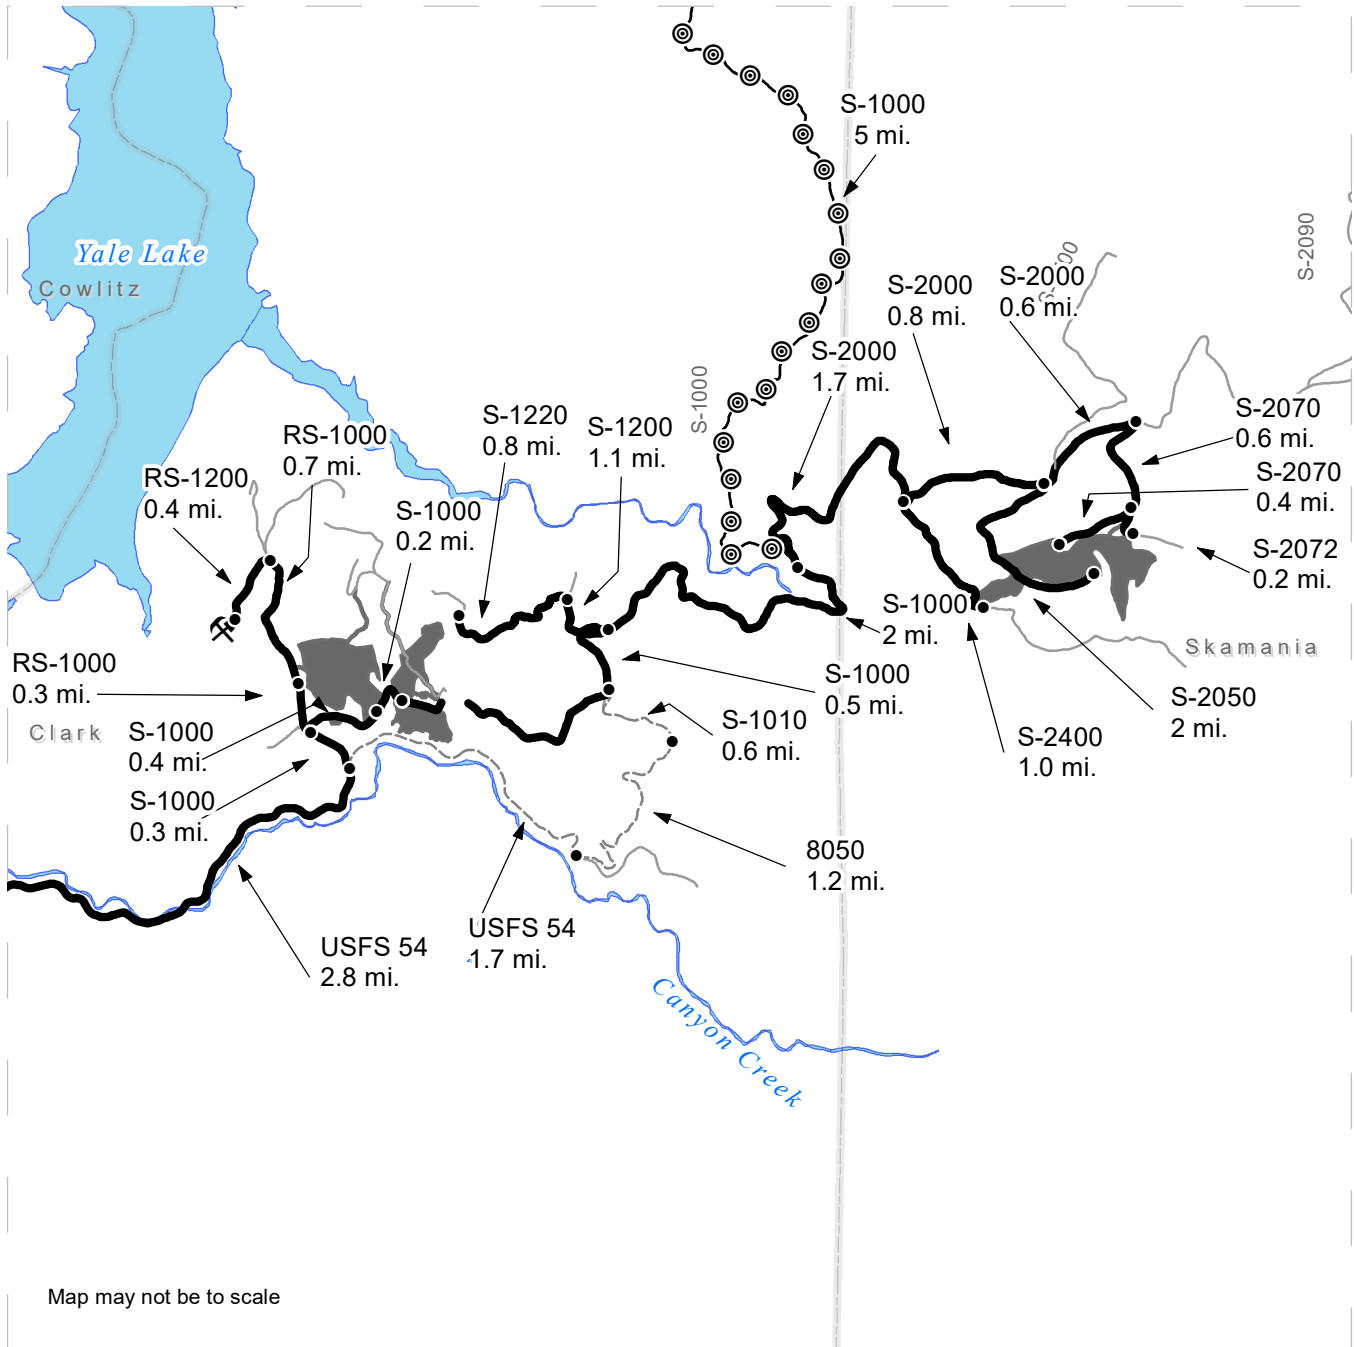 S-1000
5 mi.
S-2090
Yale Lake
Cowlitz
S-2000
0.8 mi.
S-2000
0.6 mi.
S-2000
1.7 mi.
S-1000
S-1220
0.8 mi.
S-1200
1.1 mi.
RS-1000
0.7 mi.
RS-1200
0.4 mi.
S-1000
0.2 mi.
S-2070
0.6 mi.
S-2070
0.4 mi.
S-2072
0.2 mi.
S-1000
2 mi.
Skamania
RS-1000
0.3 mi.
Clark
S-1000
0.4 mi.
S-1000
0.3 mi.
S-1000
0.5 mi.
S-1010
0.6 mi.
S-2050
2 mi.
S-2400
1.0 mi.
8050
1.2 mi.
USFS 54
2.8 mi.
USFS 54
1.7 mi.
Canyon Creek
Map may not be to scale